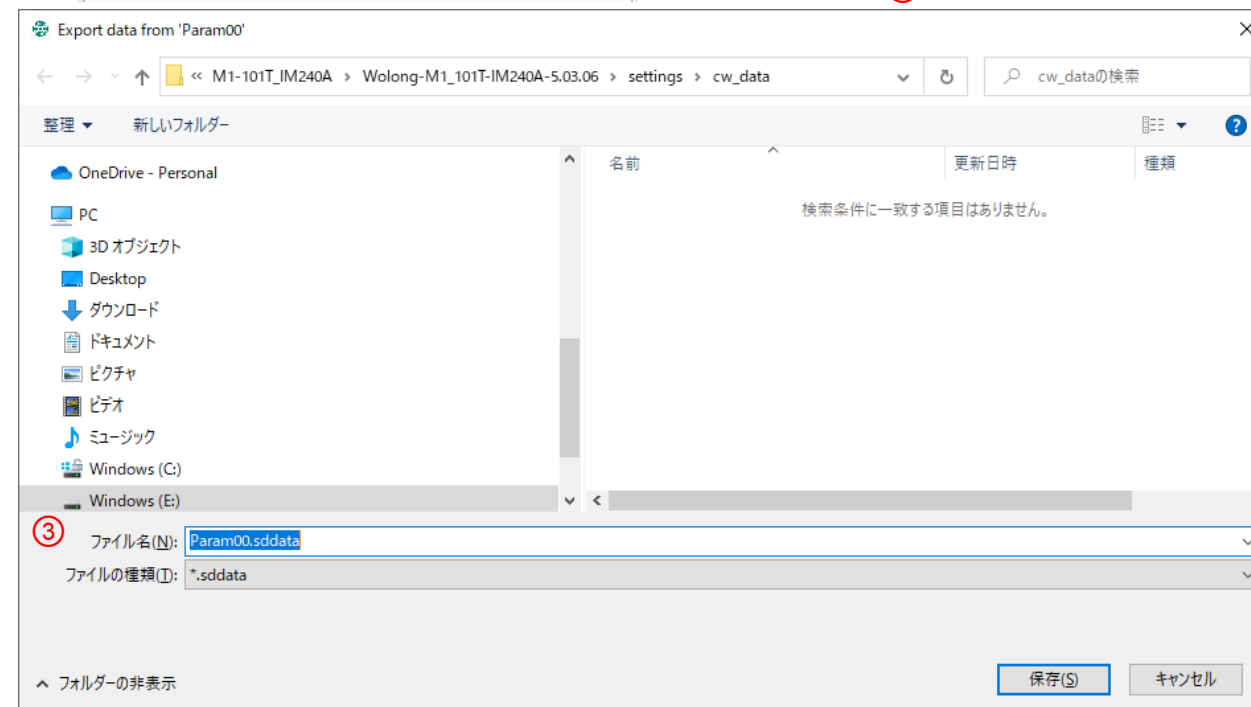 Export data from 'Param00'
« M1-101T_IM240A › Wolong-M1_101T-IM240A-5.03.06 › settings › cw_data
cw_dataの検索
整理 新しいフォルダー
OneDrive - Personal
PC
3D オブジェクト
Desktop
ダウンロード
ドキュメント
ピクチャ
ビデオ
ミュージック
Windows (C:)
Windows (E:)
名前 更新日時 種類
検索条件に一致する項目はありません。
③
ファイル名(N): Param00.sddata
ファイルの種類(T): *.sddata
フォルダーの非表示
保存(S) キャンセル